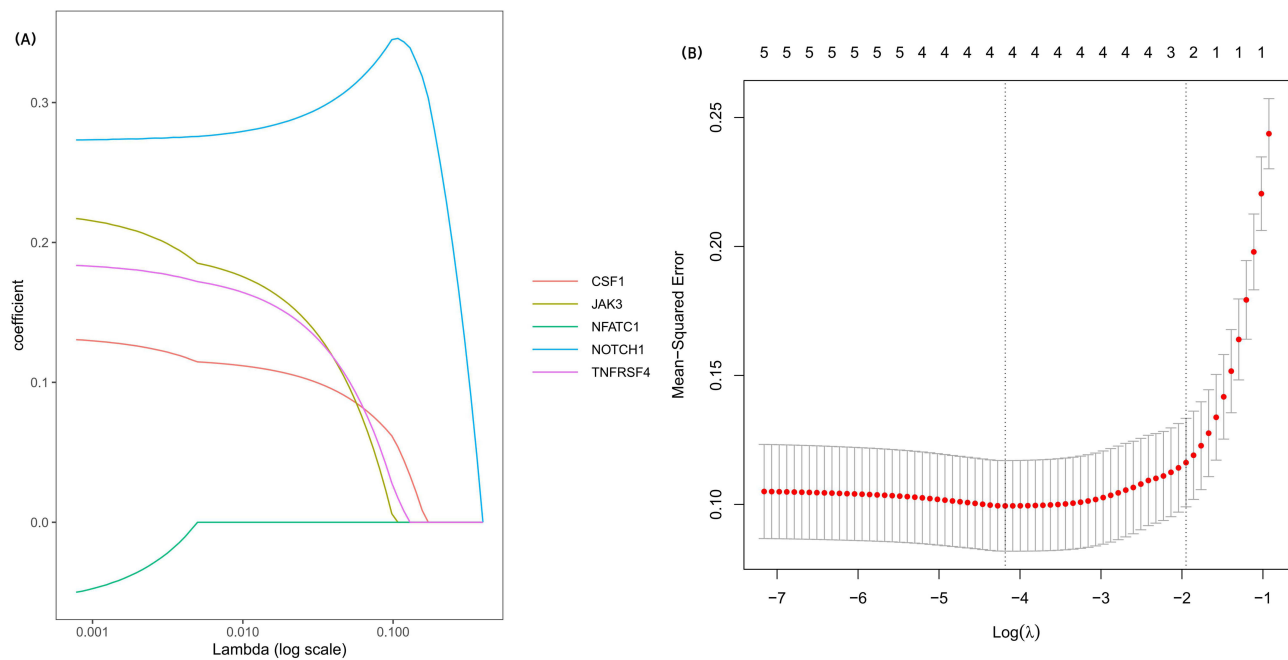 (A)
coefficient
0.3
0.2
0.1
0.0
0.001 0.010 0.100
Lambda (log scale)
CSF1
JAK3
NFATC1
NOTCH1
TNFRSF4
(B)
5 5 5 5 5 5 5 4 4 4 4 4 4 4 4 4 4 4 3 2 1 1 1
Mean−Squared Error
0.25
0.20
0.15
0.10
−7 −6 −5 −4 −3 −2 −1
Log(λ)